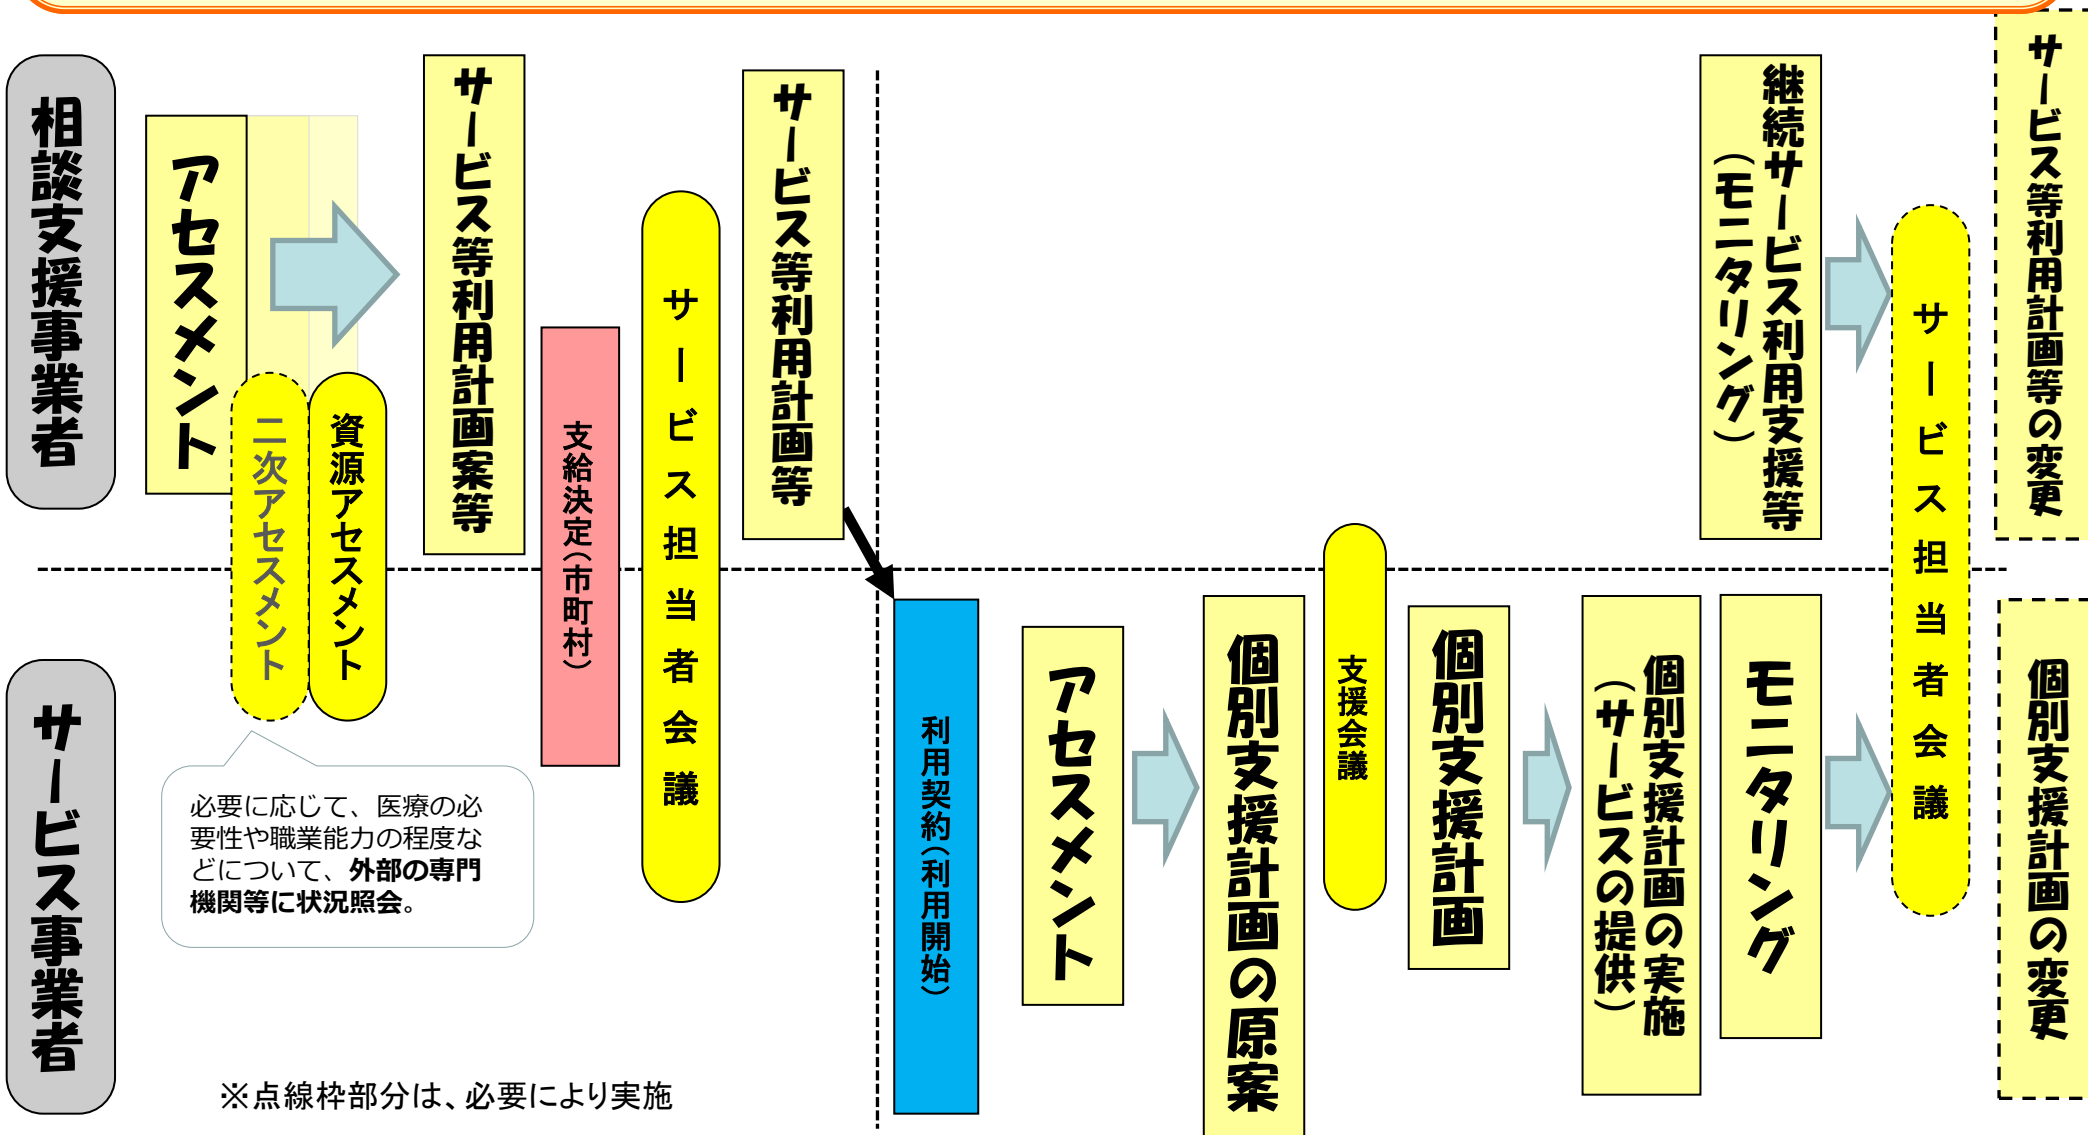 相談支援事業者
アセスメント
二次アセスメント
資源アセスメント
サービス等利用計画案等
支給決定（市町村）
サービス担当者会議
サービス等利用計画等
継続サービス利用支援等
（モニタリング）
サービス担当者会議
サービス等利用計画等の変更
サービス事業者
必要に応じて、医療の必
要性や職業能力の程度な
どについて、外部の専門
機関等に状況照会。
利用契約（利用開始）
アセスメント
個別支援計画の原案
支援会議
個別支援計画
個別支援計画の実施
（サービスの提供）
モニタリング
個別支援計画の変更
※点線枠部分は、必要により実施